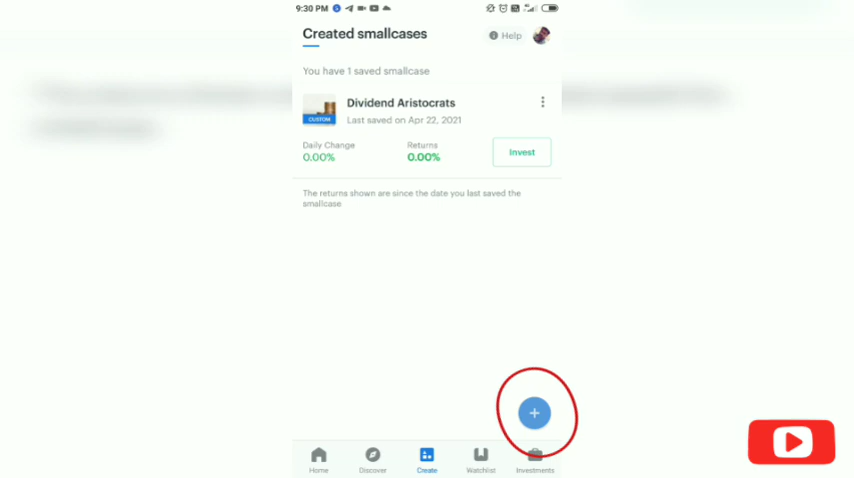 9:30 PM
Created smallcases
Help
You have 1 saved smallcase
CUSTOM
Dividend Aristocrats
Last saved on Apr 22, 2021
Daily Change
0.00%
Returns
0.00%
Invest
The returns shown are since the date you last saved the
smallcase
Home
Discover
Create
Watchlist
Investments